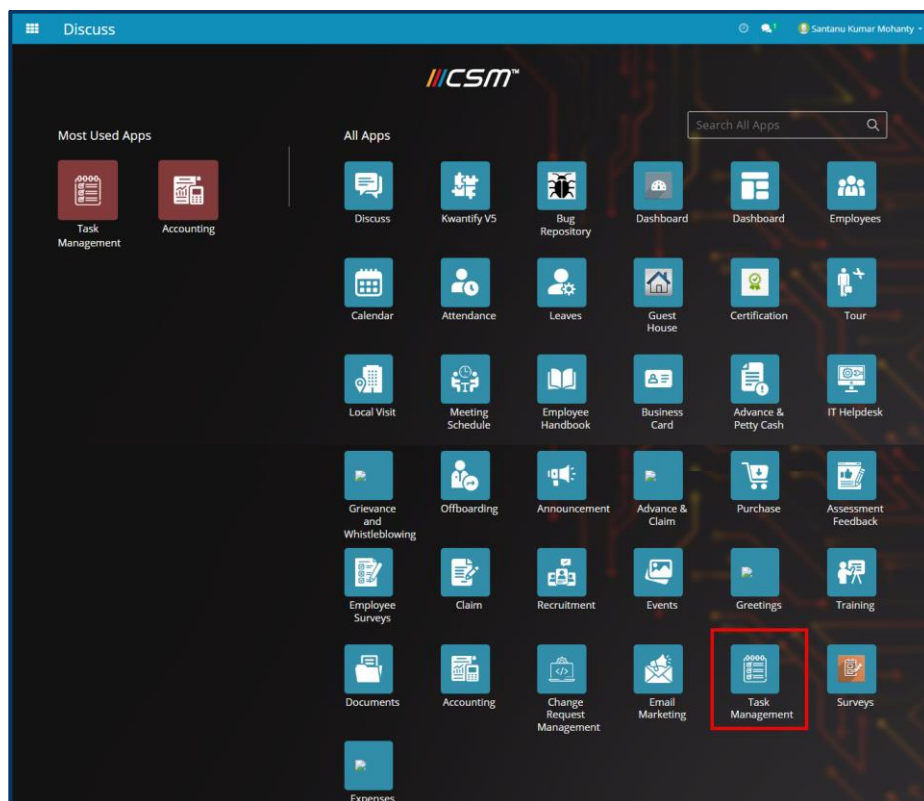 Discuss
1
Santanu Kumar Mohanty
CSM™
Most Used Apps
Task
Management
Accounting
All Apps
Search All Apps
Discuss
Kwantify V5
Bug
Repository
Dashboard
Dashboard
Employees
Calendar
Attendance
Leaves
Guest
House
Certification
Tour
Local Visit
Meeting
Schedule
Employee
Handbook
Business
Card
Advance &
Petty Cash
IT Helpdesk
Grievance
and
Whistleblowing
Offboarding
Announcement
Advance &
Claim
Purchase
Assessment
Feedback
Employee
Surveys
Claim
Recruitment
Events
Greetings
Training
Documents
Accounting
Change
Request
Management
Email
Marketing
Task
Management
Surveys
Expenses